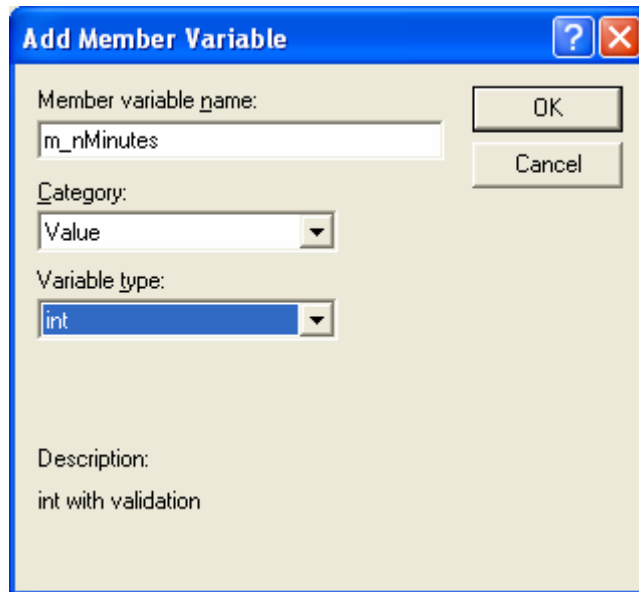 Add Member Variable
Member variable name:
m_nMinutes
OK
Cancel
Category:
Value
Variable type:
int
Description:
int with validation